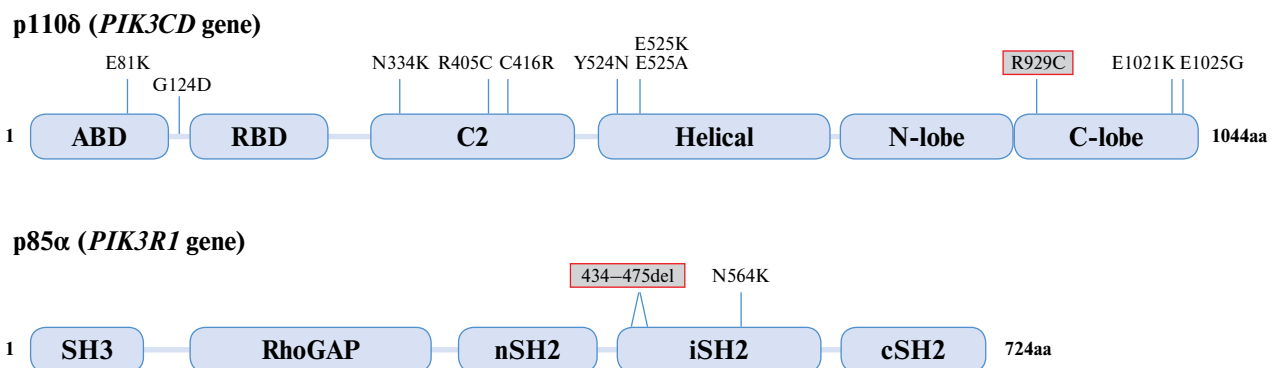 p110δ (PIK3CD gene)
E525K
E81K N334K R405C C416R Y524N E525A R929C E1021K E1025G
G124D
1 ABD RBD C2 Helical N-lobe C-lobe 1044aa
p85α (PIK3R1 gene)
434–475del N564K
1 SH3 RhoGAP nSH2 iSH2 cSH2 724aa